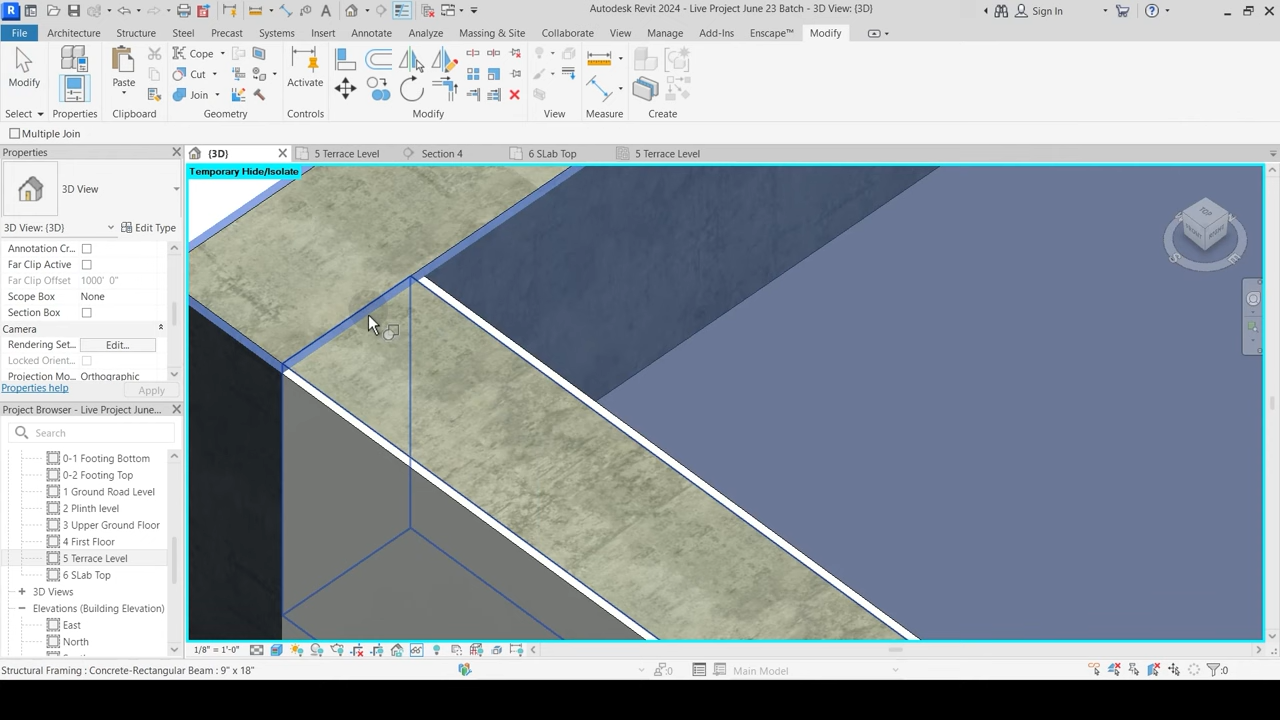 R Autodesk Revit 2024 - Live Project June 23 Batch - 3D View: {3D} Sign In
File Architecture Structure Steel Precast Systems Insert Annotate Analyze Massing & Site Collaborate View Manage Add-Ins Enscape™ Modify
Cope
Cut
Join
Modify Paste Activate
Properties
Select Properties Clipboard Geometry Controls Modify View Measure Create
Multiple Join
Properties
{3D} 5 Terrace Level Section 4 6 SLab Top 5 Terrace Level
Temporary Hide/Isolate
3D View
3D View: {3D} Edit Type
Annotation Cr...
Far Clip Active
Far Clip Offset 1000' 0"
Scope Box None
Section Box
Camera
Rendering Set... Edit...
Locked Orient...
Projection Mo... Orthographic
Properties help Apply
Project Browser - Live Project June...
Search
0-1 Footing Bottom
0-2 Footing Top
1 Ground Road Level
2 Plinth level
3 Upper Ground Floor
4 First Floor
5 Terrace Level
6 SLab Top
3D Views
Elevations (Building Elevation)
East
North
TOP
1/8" = 1'-0"
Structural Framing : Concrete-Rectangular Beam : 9" x 18" :0 Main Model :0